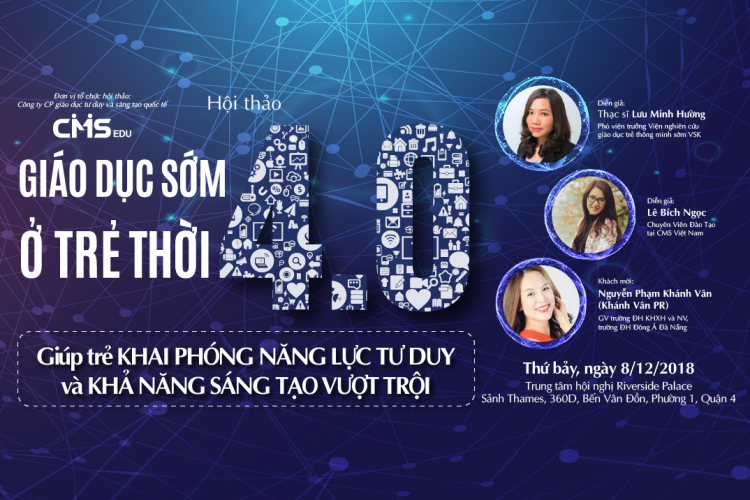 Đơn vị tổ chức hội thảo:
Công ty CP giáo dục tư duy và sáng tạo quốc tế
CMS EDU
Hội thảo
GIÁO DỤC SỚM
Ở TRẺ THỜI
4.0
Giúp trẻ KHAI PHÓNG NĂNG LỰC TƯ DUY
và KHẢ NĂNG SÁNG TẠO VƯỢT TRỘI
Diễn giả:
Thạc sĩ Lưu Minh Hường
Phó viện trưởng Viện nghiên cứu
giáo dục trẻ thông minh sớm VSK
Diễn giả:
Lê Bích Ngọc
Chuyên Viên Đào Tạo
tại CMS Việt Nam
Khách mời:
Nguyễn Phạm Khánh Vân
(Khánh Vân PR)
GV trường ĐH KHXH và NV,
trường ĐH Đông Á Đà Nẵng
Thứ bảy, ngày 8/12/2018
Trung tâm hội nghị Riverside Palace
Sảnh Thames, 360D, Bến Vân Đồn, Phường 1, Quận 4